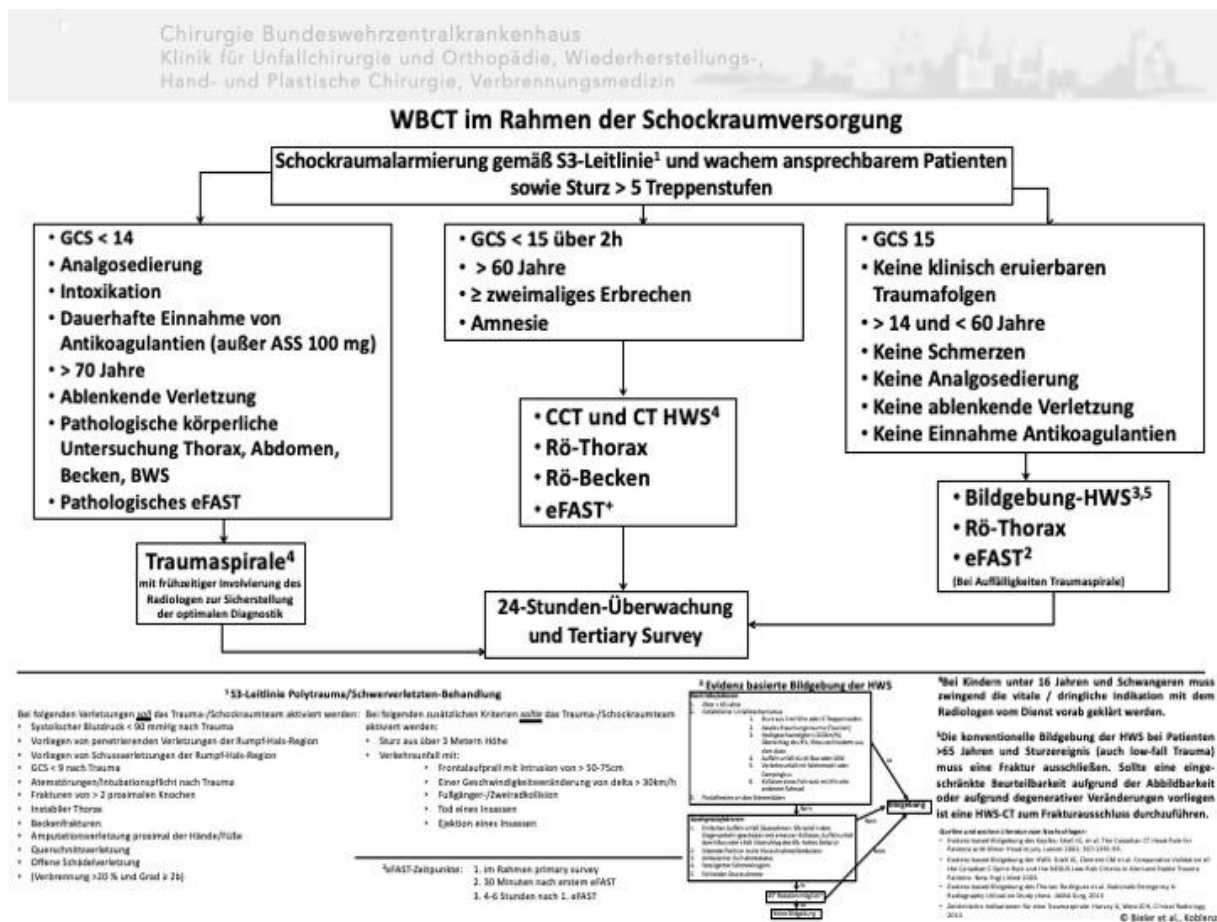 Chirurgie Bundeswehrzentralkrankenhaus
Klinik für Unfallchirurgie und Orthopädie, Wiederherstellungs-,
Hand- und Plastische Chirurgie, Verbrennungsmedizin
WBCT im Rahmen der Schockraumversorgung
Schockraumalarmierung gemäß S3-Leitlinie¹ und wachem ansprechbarem Patienten
sowie Sturz > 5 Treppenstufen
• GCS < 14
• Analgosedierung
• Intoxikation
• Dauerhafte Einnahme von
Antikoagulantien (außer ASS 100 mg)
• > 70 Jahre
• Ablenkende Verletzung
• Pathologische körperliche
Untersuchung Thorax, Abdomen,
Becken, BWS
• Pathologisches eFAST
Traumaspirale⁴
mit frühzeitiger Involvierung des
Radiologen zur Sicherstellung
der optimalen Diagnostik
• GCS < 15 über 2h
• > 60 Jahre
• ≥ zweimaliges Erbrechen
• Amnesie
• CCT und CT HWS⁴
• Rö-Thorax
• Rö-Becken
• eFAST⁺
• GCS 15
• Keine klinisch eruierbaren
Traumafolgen
• > 14 und < 60 Jahre
• Keine Schmerzen
• Keine Analgosedierung
• Keine ablenkende Verletzung
• Keine Einnahme Antikoagulantien
• Bildgebung-HWS³,⁵
• Rö-Thorax
• eFAST²
(Bei Auffälligkeiten Traumaspirale)
24-Stunden-Überwachung
und Tertiary Survey
¹ S3-Leitlinie Polytrauma/Schwerverletzten-Behandlung
Bei folgenden Verletzungen soll das Trauma-/Schockraumteam aktiviert werden:
• Systolischer Blutdruck < 90 mmHg nach Trauma
• Vorliegen von penetrierenden Verletzungen der Rumpf-Hals-Region
• Vorliegen von Schussverletzungen der Rumpf-Hals-Region
• GCS < 9 nach Trauma
• Atemstörungen/Intubationspflicht nach Trauma
• Frakturen von > 2 proximalen Knochen
• Instabiler Thorax
• Beckenfrakturen
• Amputationsverletzung proximal der Hände/Füße
• Querschnittsverletzung
• Offene Schädelverletzung
• (Verbrennung >20 % und Grad ≥ 2b)
Bei folgenden zusätzlichen Kriterien sollte das Trauma-/Schockraumteam
aktiviert werden:
• Sturz aus über 3 Metern Höhe
• Verkehrsunfall mit:
• Frontalaufprall mit Intrusion von > 50-75cm
• Einer Geschwindigkeitsveränderung von delta > 30km/h
• Fußgänger-/Zweiradkollision
• Tod eines Insassen
• Ejektion eines Insassen
²eFAST-Zeitpunkte: 1. im Rahmen primary survey
2. 30 Minuten nach erstem eFAST
3. 4-6 Stunden nach 1. eFAST
³ Evidenz basierte Bildgebung der HWS
Bildgebung
Keine Bildgebung
⁴Bei Kindern unter 16 Jahren und Schwangeren muss
zwingend die vitale / dringliche Indikation mit dem
Radiologen vom Dienst vorab geklärt werden.
⁵Die konventionelle Bildgebung der HWS bei Patienten
>65 Jahren und Sturzereignis (auch low-fall Trauma)
muss eine Fraktur ausschließen. Sollte eine einge-
schränkte Beurteilbarkeit aufgrund der Abbildbarkeit
oder aufgrund degenerativer Veränderungen vorliegen
ist eine HWS-CT zum Frakturausschluss durchzuführen.
© Bieler et al., Koblenz